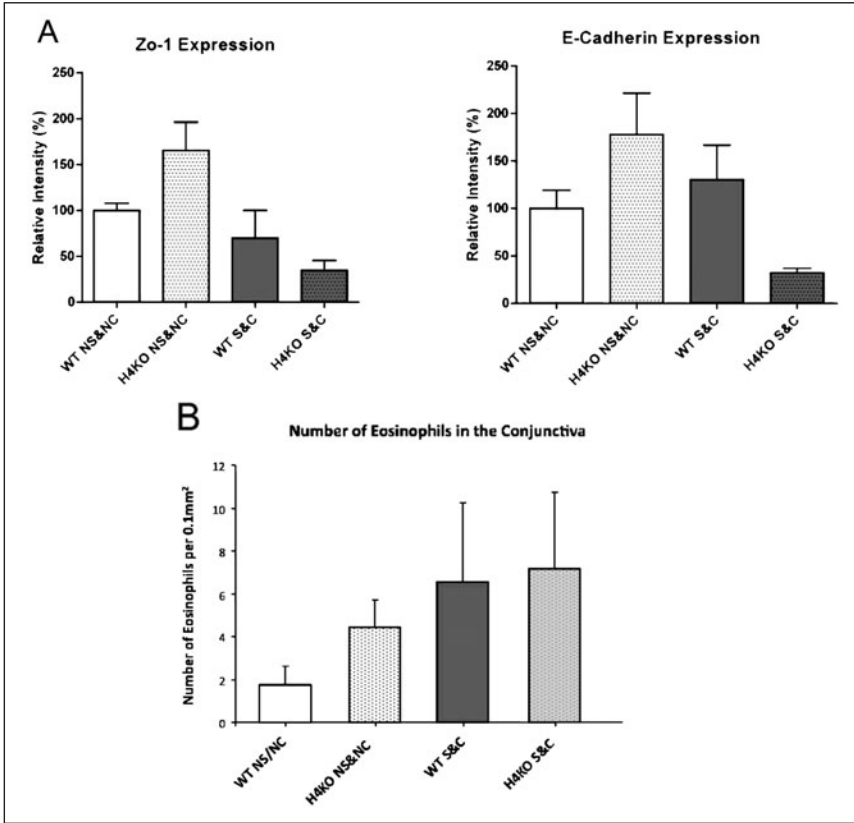 A
Zo-1 Expression
Relative Intensity (%)
250
200
150
100
50
0
WT NS&NC
H4KO NS&NC
WT S&C
H4KO S&C
E-Cadherin Expression
Relative Intensity (%)
250
200
150
100
50
0
WT NS&NC
H4KO NS&NC
WT S&C
H4KO S&C
B
Number of Eosinophils in the Conjunctiva
Number of Eosinophils per 0.1mm²
12
10
8
6
4
2
0
WT NS/NC
H4KO NS&NC
WT S&C
H4KO S&C